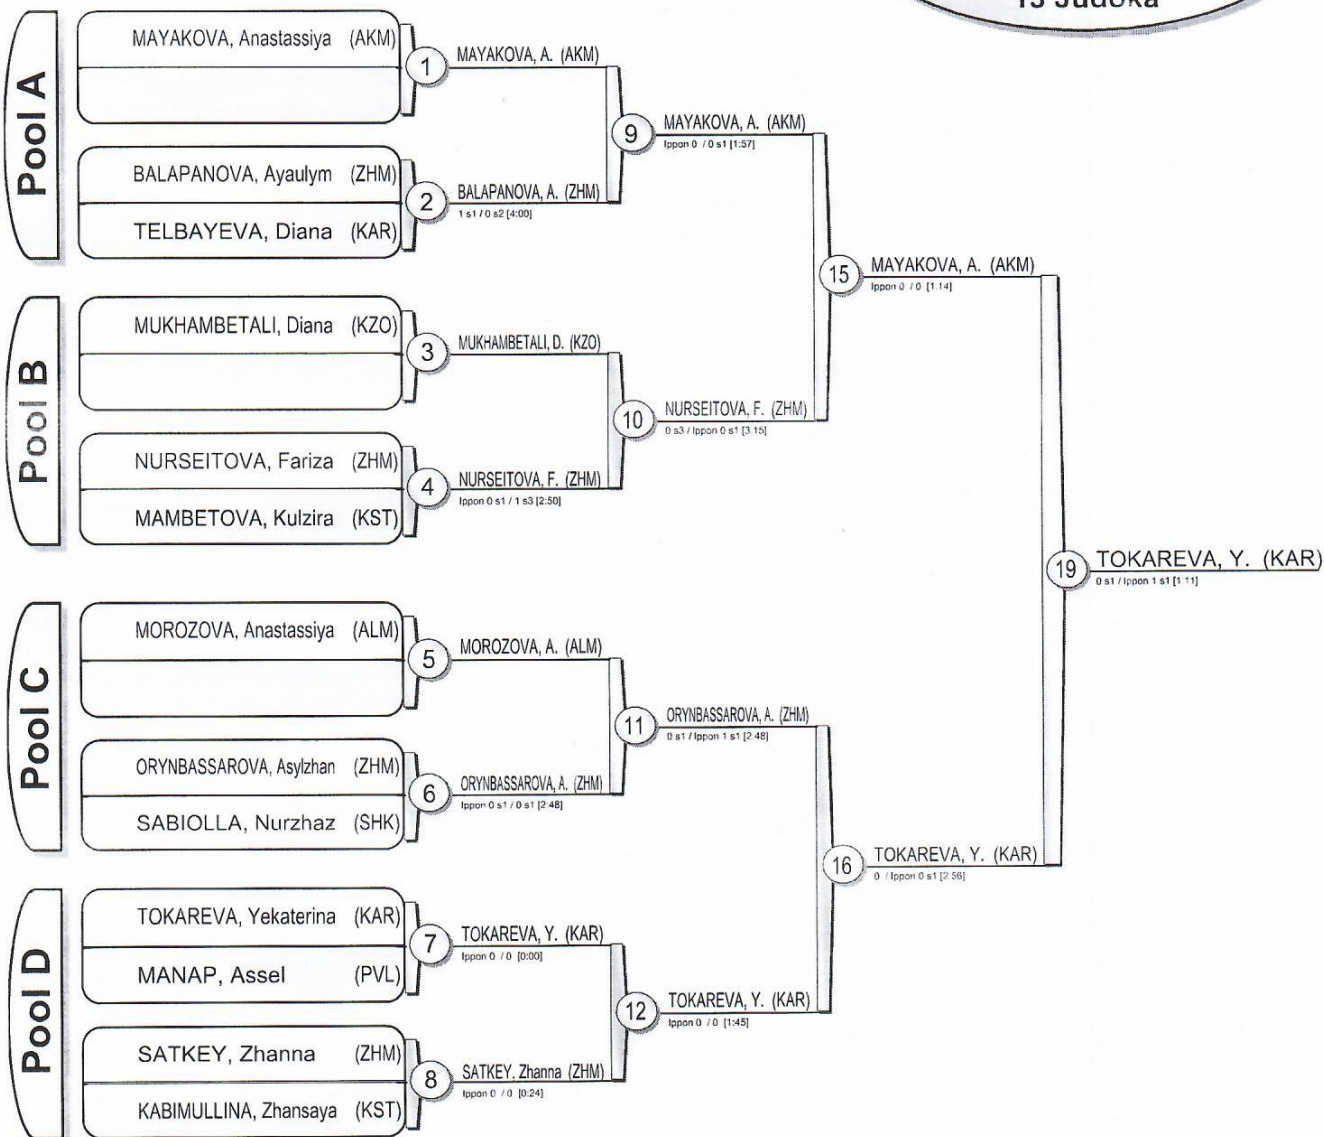 13 Judoka
Pool A
MAYAKOVA, Anastassiya (AKM)
1
MAYAKOVA, A. (AKM)
BALAPANOVA, Ayaulym (ZHM)
TELBAYEVA, Diana (KAR)
2
BALAPANOVA, A. (ZHM)
1 s1 / 0 s2 [4:00]
9
MAYAKOVA, A. (AKM)
Ippon 0 / 0 s1 [1:57]
Pool B
MUKHAMBETALI, Diana (KZO)
3
MUKHAMBETALI, D. (KZO)
NURSEITOVA, Fariza (ZHM)
MAMBETOVA, Kulzira (KST)
4
NURSEITOVA, F. (ZHM)
Ippon 0 s1 / 1 s3 [2:50]
10
NURSEITOVA, F. (ZHM)
0 s3 / Ippon 0 s1 [3:15]
15
MAYAKOVA, A. (AKM)
Ippon 0 / 0 [1:14]
Pool C
MOROZOVA, Anastassiya (ALM)
5
MOROZOVA, A. (ALM)
ORYNBASSAROVA, Asylzhan (ZHM)
SABIOLLA, Nurzhaz (SHK)
6
ORYNBASSAROVA, A. (ZHM)
Ippon 0 s1 / 0 s1 [2:48]
11
ORYNBASSAROVA, A. (ZHM)
0 s1 / Ippon 1 s1 [2:48]
Pool D
TOKAREVA, Yekaterina (KAR)
MANAP, Assel (PVL)
7
TOKAREVA, Y. (KAR)
Ippon 0 / 0 [0:00]
SATKEY, Zhanna (ZHM)
KABIMULLINA, Zhansaya (KST)
8
SATKEY, Zhanna (ZHM)
Ippon 0 / 0 [0:24]
12
TOKAREVA, Y. (KAR)
Ippon 0 / 0 [1:45]
16
TOKAREVA, Y. (KAR)
0 / Ippon 0 s1 [2:56]
19
TOKAREVA, Y. (KAR)
0 s1 / Ippon 1 s1 [1:11]